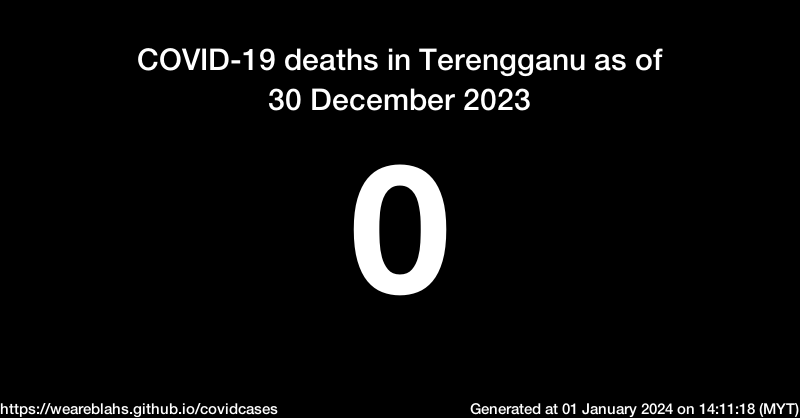 COVID-19 deaths in Terengganu as of
30 December 2023
0
https://weareblahs.github.io/covidcases
Generated at 01 January 2024 on 14:11:18 (MYT)